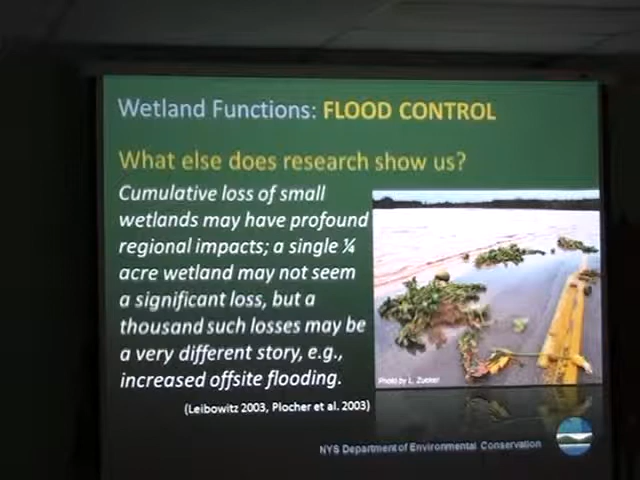 Wetland Functions: FLOOD CONTROL
What else does research show us?
Cumulative loss of small
wetlands may have profound
regional impacts; a single ¼
acre wetland may not seem
a significant loss, but a
thousand such losses may be
a very different story, e.g.,
increased offsite flooding.
(Leibowitz 2003, Plocher et al. 2003)
Photo by L. Zucker
NYS Department of Environmental Conservation